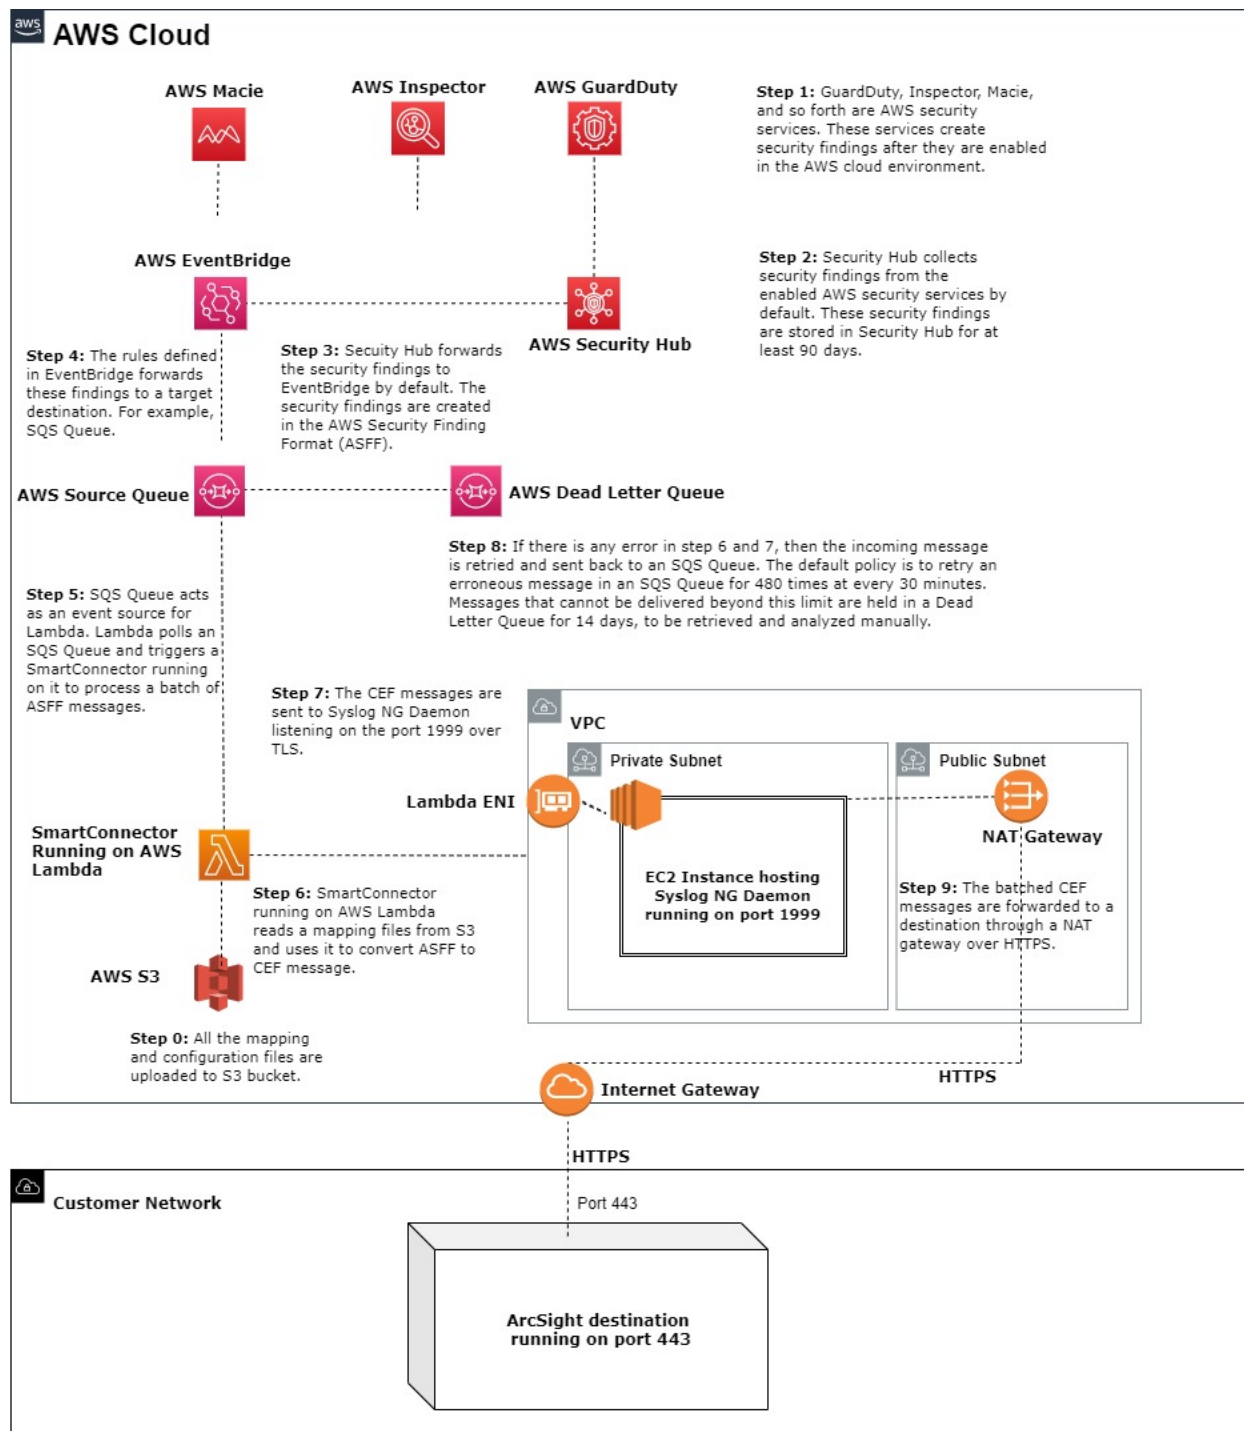 aws
AWS Cloud
AWS Macie
AWS Inspector
AWS GuardDuty
Step 1: GuardDuty, Inspector, Macie,
and so forth are AWS security
services. These services create
security findings after they are enabled
in the AWS cloud environment.
AWS EventBridge
Step 2: Security Hub collects
security findings from the
enabled AWS security services by
default. These security findings
are stored in Security Hub for at
least 90 days.
AWS Security Hub
Step 4: The rules defined
in EventBridge forwards
these findings to a target
destination. For example,
SQS Queue.
Step 3: Secuity Hub forwards
the security findings to
EventBridge by default. The
security findings are created
in the AWS Security Finding
Format (ASFF).
AWS Source Queue
AWS Dead Letter Queue
Step 8: If there is any error in step 6 and 7, then the incoming message
is retried and sent back to an SQS Queue. The default policy is to retry an
erroneous message in an SQS Queue for 480 times at every 30 minutes.
Messages that cannot be delivered beyond this limit are held in a Dead
Letter Queue for 14 days, to be retrieved and analyzed manually.
Step 5: SQS Queue acts
as an event source for
Lambda. Lambda polls an
SQS Queue and triggers a
SmartConnector running
on it to process a batch of
ASFF messages.
Step 7: The CEF messages are
sent to Syslog NG Daemon
listening on the port 1999 over
TLS.
VPC
Private Subnet
Public Subnet
Lambda ENI
NAT Gateway
SmartConnector
Running on AWS
Lambda
EC2 Instance hosting
Syslog NG Daemon
running on port 1999
Step 9: The batched CEF
messages are forwarded to a
destination through a NAT
gateway over HTTPS.
Step 6: SmartConnector
running on AWS Lambda
reads a mapping files from S3
and uses it to convert ASFF to
CEF message.
AWS S3
Step 0: All the mapping
and configuration files are
uploaded to S3 bucket.
HTTPS
Internet Gateway
HTTPS
Customer Network
Port 443
ArcSight destination
running on port 443